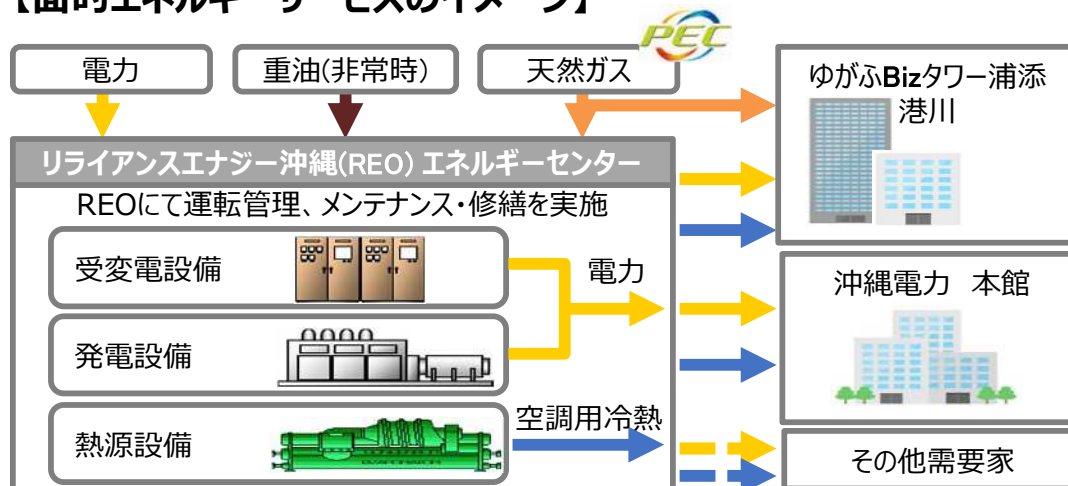 【面的エネルギーサービスのイメージ】
PEC
電力
重油(非常時)
天然ガス
ゆがふBizタワー浦添
港川
リライアンスエナジー沖縄(REO) エネルギーセンター
REOにて運転管理、メンテナンス・修繕を実施
受変電設備
電力
沖縄電力 本館
発電設備
空調用冷熱
熱源設備
その他需要家